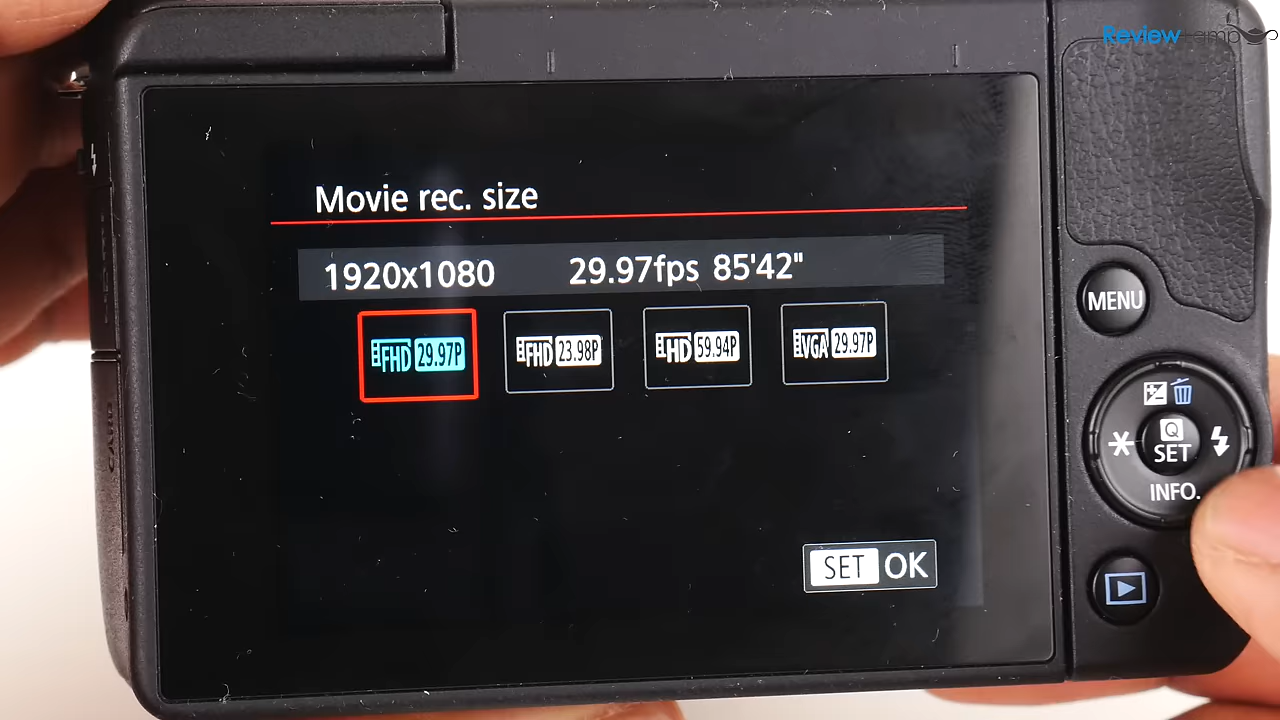 Reviewlamp
Movie rec. size
1920x1080 29.97fps 85'42"
FHD 29.97P FHD 23.98P HD 59.94P VGA 29.97P
SET OK
MENU
Q
SET
INFO.